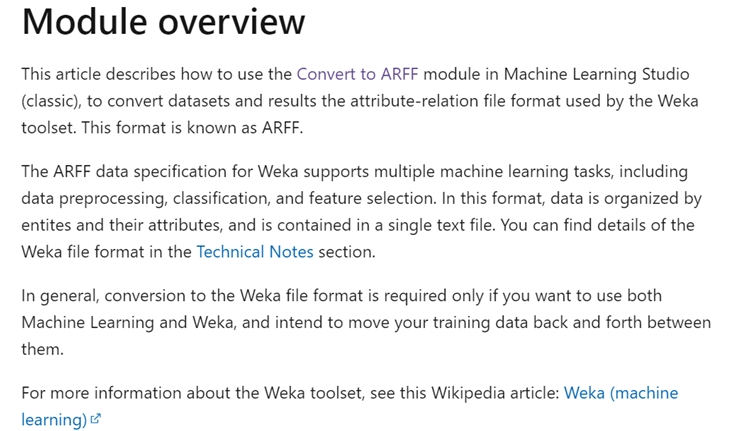 Module overview
This article describes how to use the Convert to ARFF module in Machine Learning Studio
(classic), to convert datasets and results the attribute-relation file format used by the Weka
toolset. This format is known as ARFF.
The ARFF data specification for Weka supports multiple machine learning tasks, including
data preprocessing, classification, and feature selection. In this format, data is organized by
entites and their attributes, and is contained in a single text file. You can find details of the
Weka file format in the Technical Notes section.
In general, conversion to the Weka file format is required only if you want to use both
Machine Learning and Weka, and intend to move your training data back and forth between
them.
For more information about the Weka toolset, see this Wikipedia article: Weka (machine
learning)